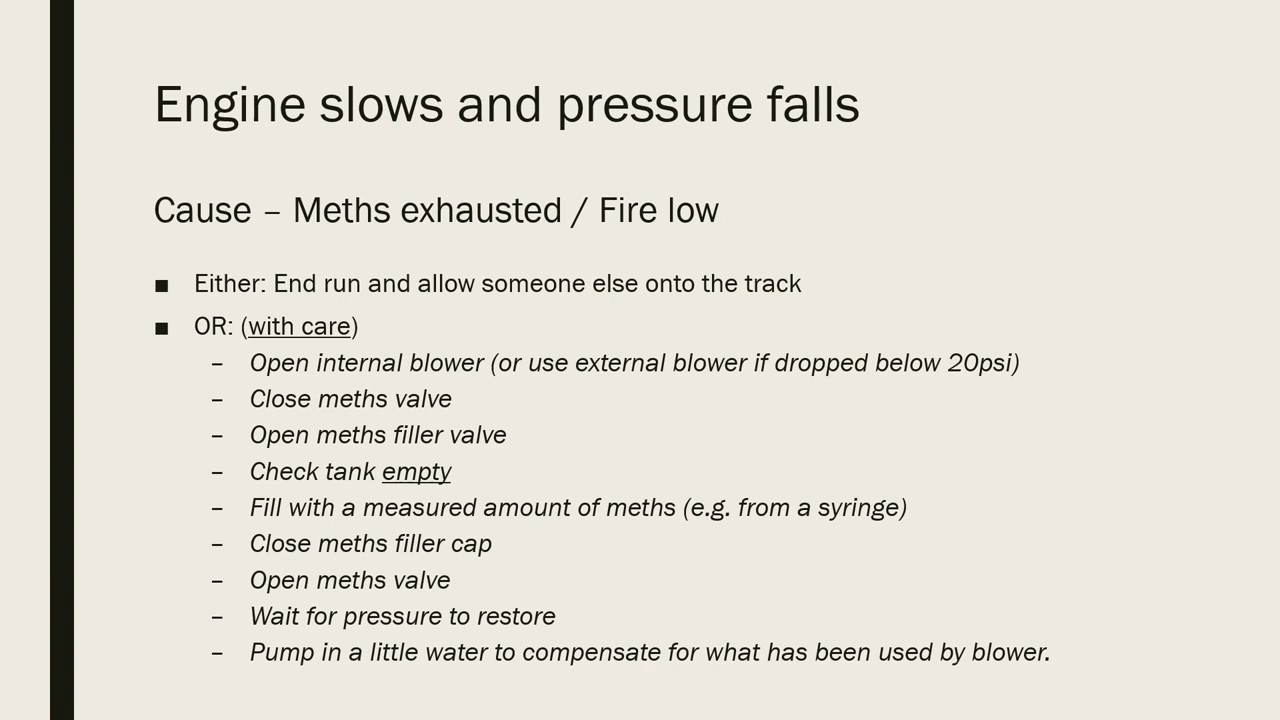 Engine slows and pressure falls
Cause – Meths exhausted / Fire low
■ Either: End run and allow someone else onto the track
■ OR: (with care)
– Open internal blower (or use external blower if dropped below 20psi)
– Close meths valve
– Open meths filler valve
– Check tank empty
– Fill with a measured amount of meths (e.g. from a syringe)
– Close meths filler cap
– Open meths valve
– Wait for pressure to restore
– Pump in a little water to compensate for what has been used by blower.